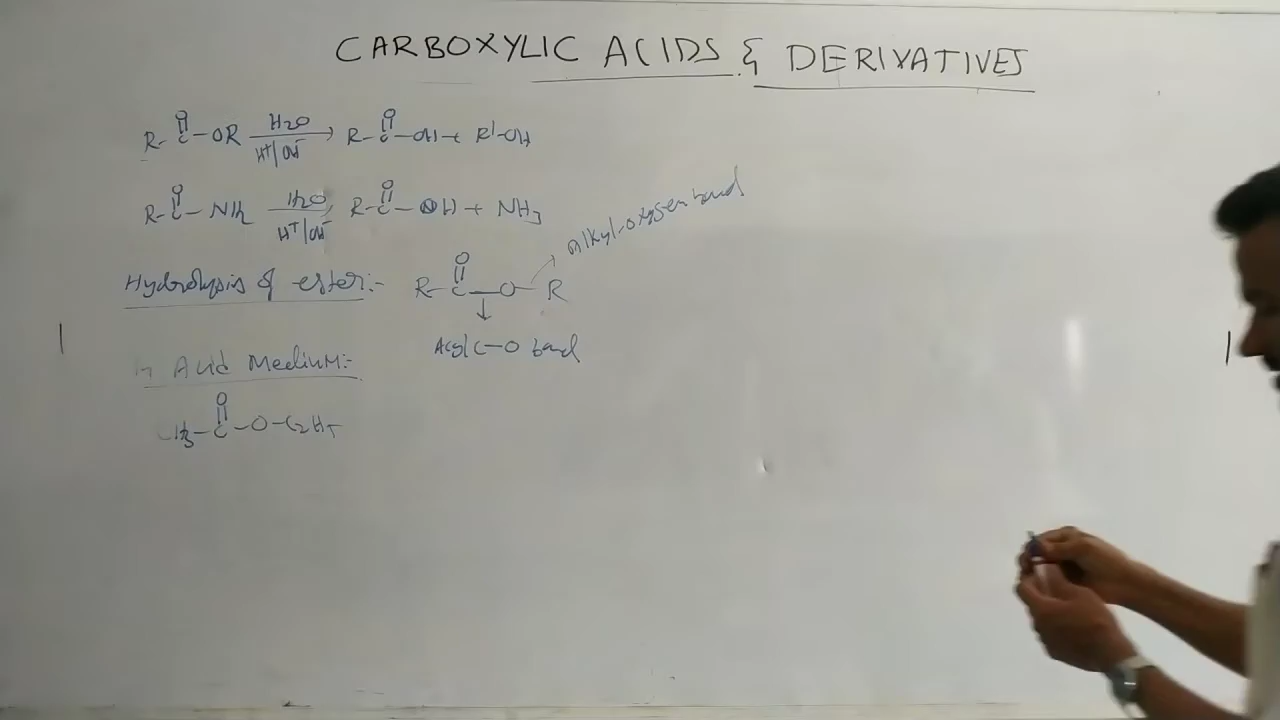 CARBOXYLIC ACIDS & DERIVATIVES
R-C(=O)-OR H2O/H+/OH- → R-C(=O)-OH + R'-OH
R-C(=O)-NH2 H2O/H+/OH- → R-C(=O)-OH + NH3
Alkyl-oxygen bond
Hydrolysis of ester:- R-C(=O)-O-R
Acyl C-O bond
In Acid Medium:-
CH3-C(=O)-O-C2H5